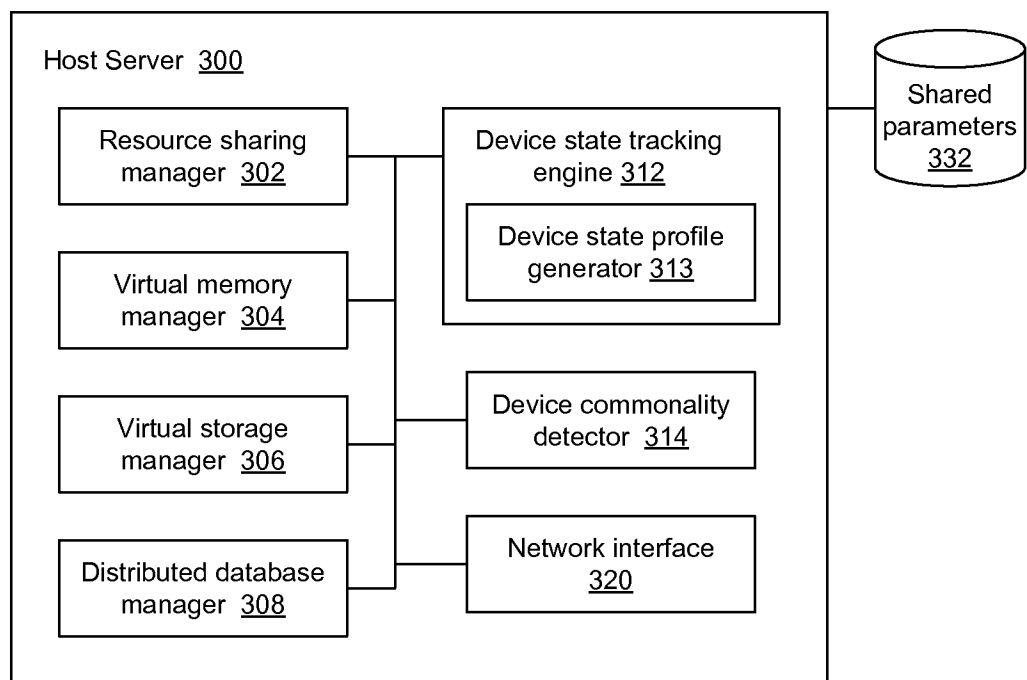 Host Server 300
Resource sharing
manager 302
Virtual memory
manager 304
Virtual storage
manager 306
Distributed database
manager 308
Device state tracking
engine 312
Device state profile
generator 313
Device commonality
detector 314
Network interface
320
Shared
parameters
332